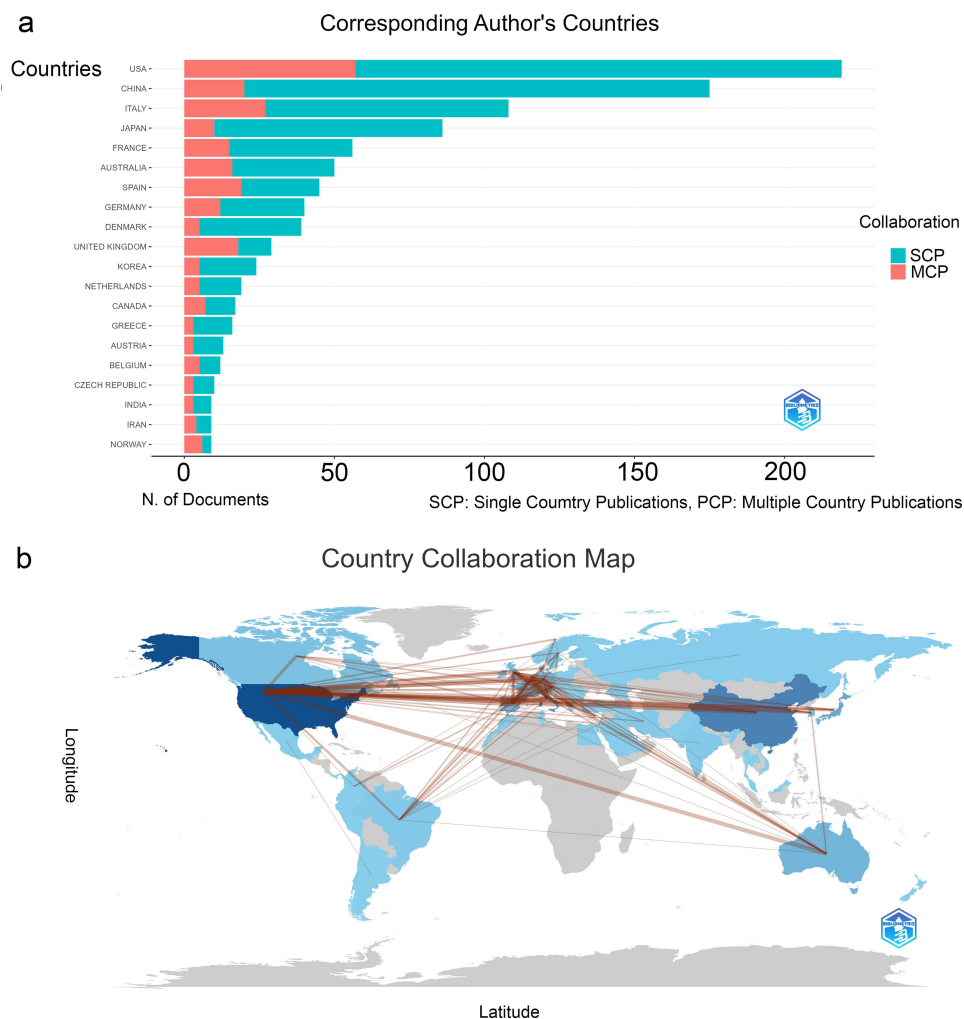 a
Corresponding Author's Countries
Countries
USA
CHINA
ITALY
JAPAN
FRANCE
AUSTRALIA
SPAIN
GERMANY
DENMARK
UNITED KINGDOM
KOREA
NETHERLANDS
CANADA
GREECE
AUSTRIA
BELGIUM
CZECH REPUBLIC
INDIA
IRAN
NORWAY
Collaboration
SCP
MCP
BIBLIOMETRIX
0 50 100 150 200
N. of Documents
SCP: Single Coumtry Publications, PCP: Multiple Country Publications
b
Country Collaboration Map
Longitude
BIBLIOMETRIX
Latitude